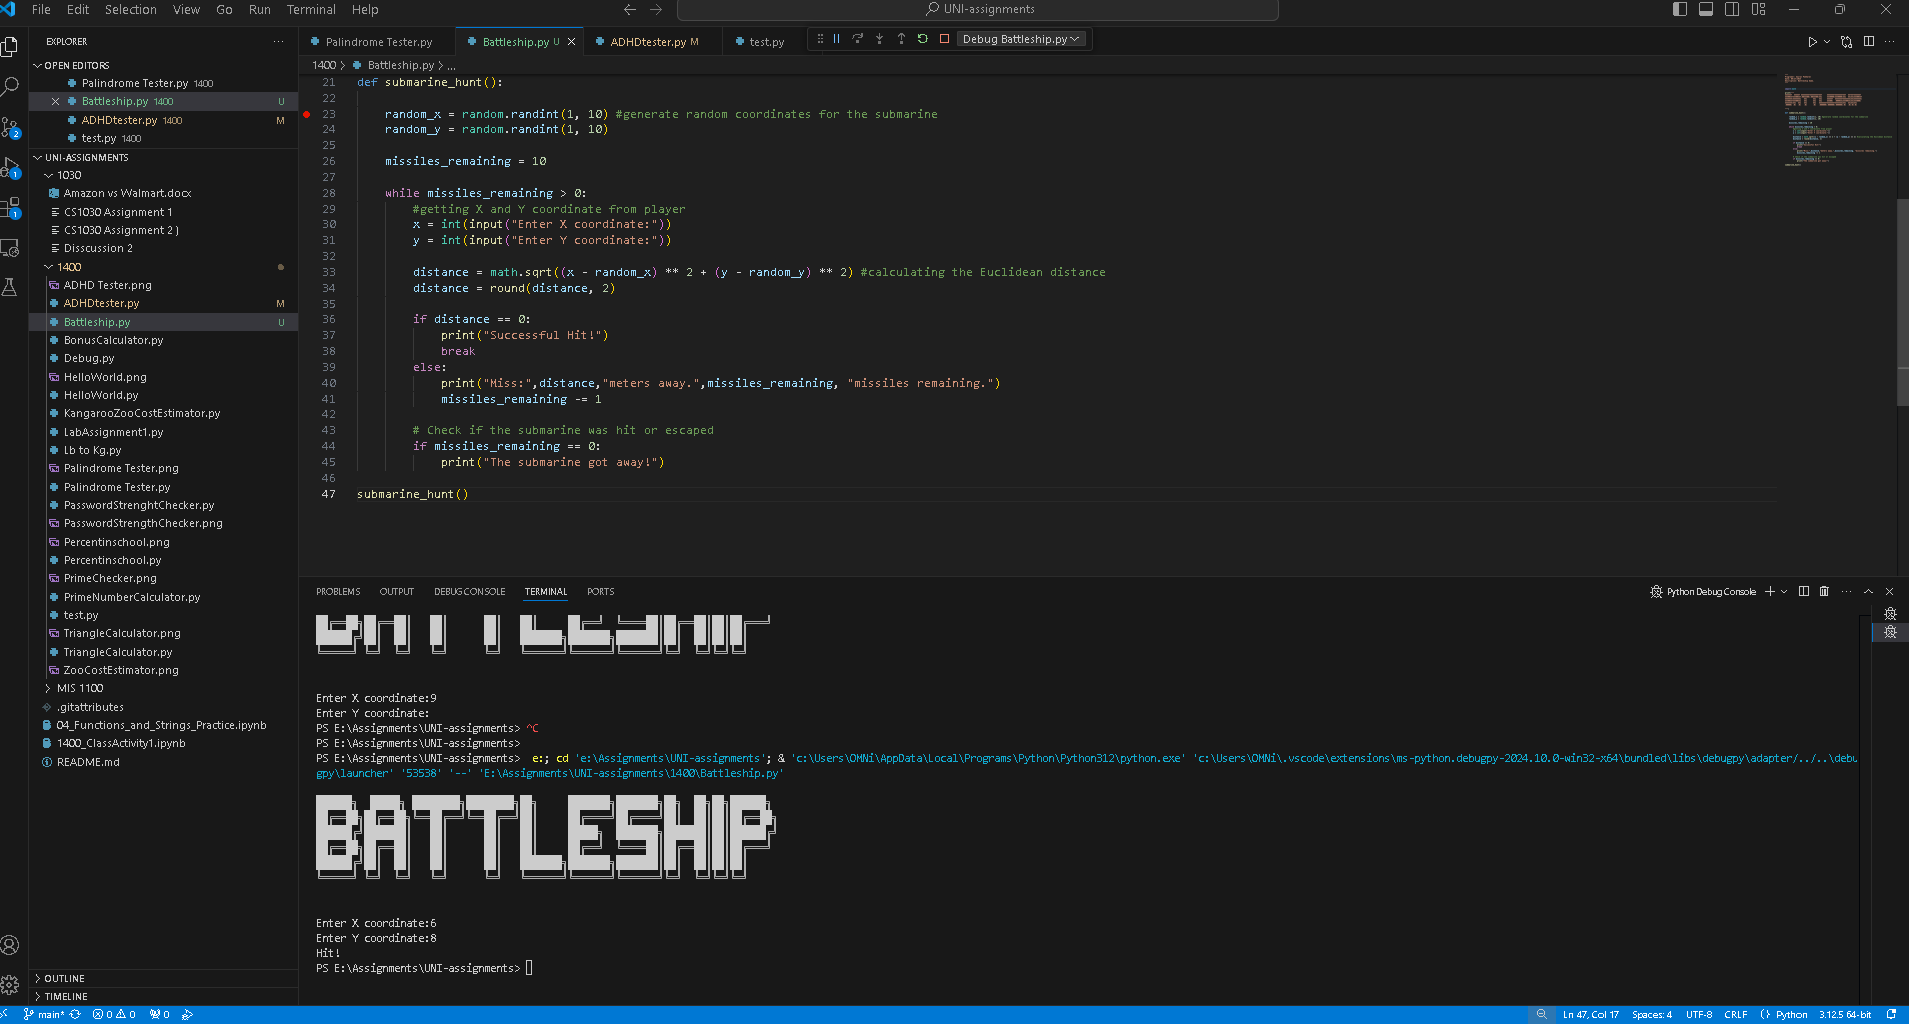 File Edit Selection View Go Run Terminal Help
UNI-assignments
EXPLORER
OPEN EDITORS
Palindrome Tester.py 1400
Battleship.py 1400 U
ADHDtester.py 1400 M
test.py 1400
UNI-ASSIGNMENTS
1030
Amazon vs Walmart.docx
CS1030 Assignment 1
CS1030 Assignment 2 )
Disscussion 2
1400
ADHD Tester.png
ADHDtester.py M
Battleship.py U
BonusCalculator.py
Debug.py
HelloWorld.png
HelloWorld.py
KangarooZooCostEstimator.py
LabAssignment1.py
Lb to Kg.py
Palindrome Tester.png
Palindrome Tester.py
PasswordStrenghtChecker.py
PasswordStrengthChecker.png
Percentinschool.png
Percentinschool.py
PrimeChecker.png
PrimeNumberCalculator.py
test.py
TriangleCalculator.png
TriangleCalculator.py
ZooCostEstimator.png
MIS 1100
.gitattributes
04_Functions_and_Strings_Practice.ipynb
1400_ClassActivity1.ipynb
README.md
OUTLINE
TIMELINE
Palindrome Tester.py Battleship.py U ADHDtester.py M test.py Debug Battleship.py
1400 > Battleship.py > ...
21 def submarine_hunt():
22
23 random_x = random.randint(1, 10) #generate random coordinates for the submarine
24 random_y = random.randint(1, 10)
25
26 missiles_remaining = 10
27
28 while missiles_remaining > 0:
29 #getting X and Y coordinate from player
30 x = int(input("Enter X coordinate:"))
31 y = int(input("Enter Y coordinate:"))
32
33 distance = math.sqrt((x - random_x) ** 2 + (y - random_y) ** 2) #calculating the Euclidean distance
34 distance = round(distance, 2)
35
36 if distance == 0:
37 print("Successful Hit!")
38 break
39 else:
40 print("Miss:",distance,"meters away.",missiles_remaining, "missiles remaining.")
41 missiles_remaining -= 1
42
43 # Check if the submarine was hit or escaped
44 if missiles_remaining == 0:
45 print("The submarine got away!")
46
47 submarine_hunt()
PROBLEMS OUTPUT DEBUG CONSOLE TERMINAL PORTS
Python Debug Console
Enter X coordinate:9
Enter Y coordinate:
PS E:\Assignments\UNI-assignments> ^C
PS E:\Assignments\UNI-assignments>
PS E:\Assignments\UNI-assignments> e:; cd 'e:\Assignments\UNI-assignments'; & 'c:\Users\OMNi\AppData\Local\Programs\Python\Python312\python.exe' 'c:\Users\OMNi\.vscode\extensions\ms-python.debugpy-2024.10.0-win32-x64\bundled\libs\debugpy\adapter/../..\debu
gpy\launcher' '53538' '--' 'E:\Assignments\UNI-assignments\1400\Battleship.py'
BATTLESHIP
Enter X coordinate:6
Enter Y coordinate:8
Hit!
PS E:\Assignments\UNI-assignments>
main* 0 0 0 Ln 47, Col 17 Spaces: 4 UTF-8 CRLF Python 3.12.5 64-bit